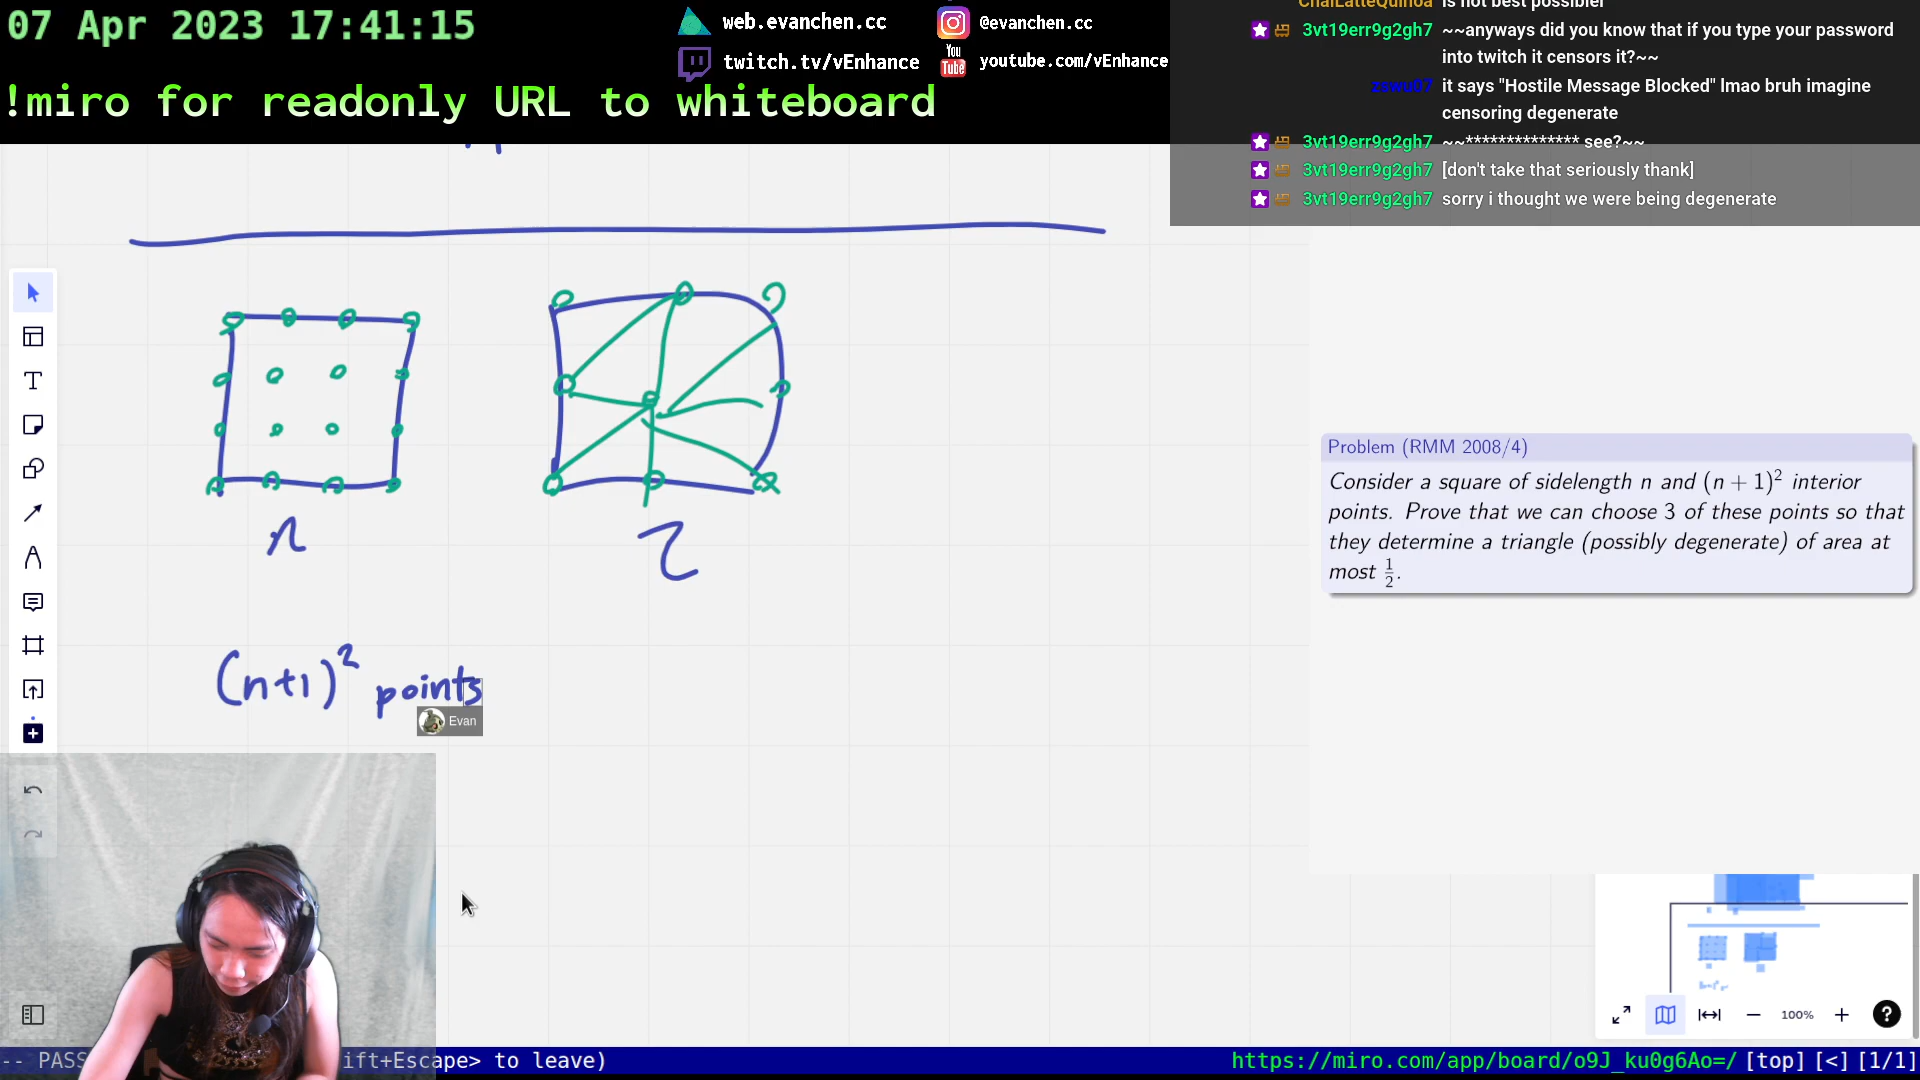 07 Apr 2023 17:41:15
!miro for readonly URL to whiteboard
web.evanchen.cc
twitch.tv/vEnhance
@evanchen.cc
You Tube
youtube.com/vEnhance
3vt19err9g2gh7 ~~anyways did you know that if you type your password
into twitch it censors it?~~
zswu07 it says "Hostile Message Blocked" lmao bruh imagine
censoring degenerate
3vt19err9g2gh7 ~~************** see?~~
3vt19err9g2gh7 [don't take that seriously thank]
3vt19err9g2gh7 sorry i thought we were being degenerate
n
2
(n+1)² points
Evan
Problem (RMM 2008/4)
Consider a square of sidelength n and (n + 1)² interior
points. Prove that we can choose 3 of these points so that
they determine a triangle (possibly degenerate) of area at
most 1/2.
100%
-- PASS
ift+Escape> to leave)
https://miro.com/app/board/o9J_ku0g6Ao=/ [top] [<] [1/1]